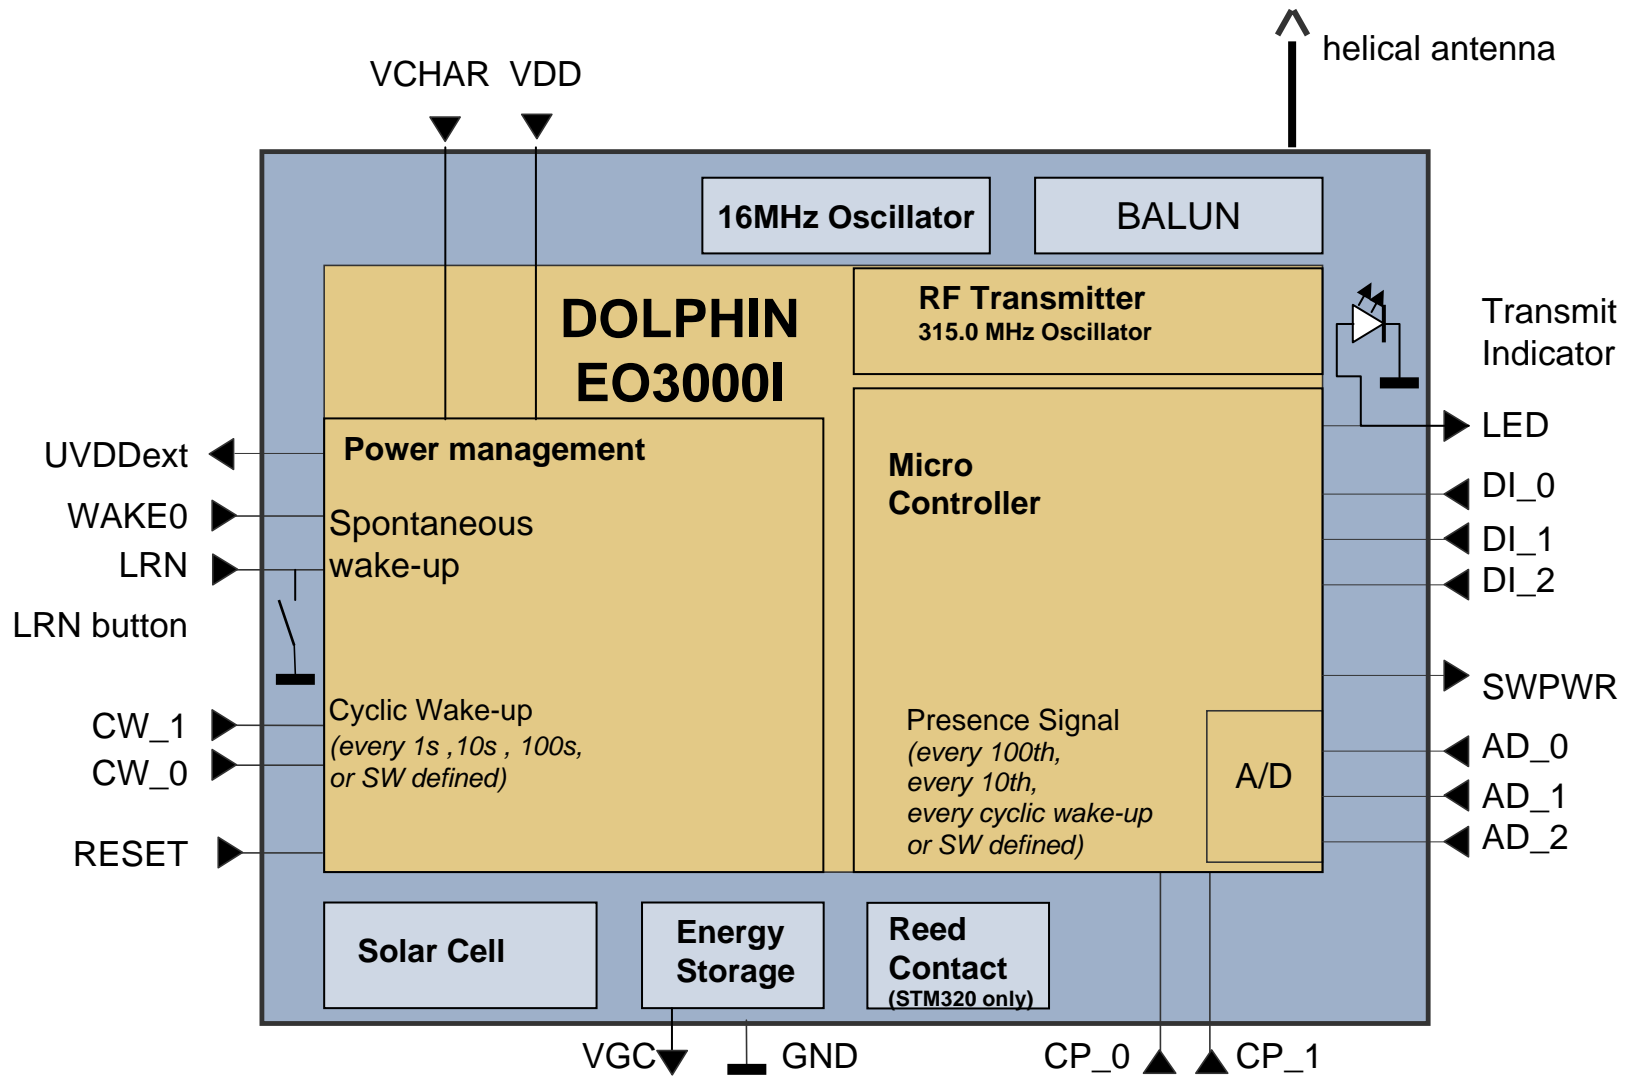 helical antenna
VCHAR VDD
16MHz Oscillator
BALUN
DOLPHIN
EO3000I
RF Transmitter
315.0 MHz Oscillator
Transmit
Indicator
LED
UVDDext
WAKE0
LRN
LRN button
CW_1
CW_0
RESET
Power management
Spontaneous
wake-up
Cyclic Wake-up
(every 1s ,10s , 100s,
or SW defined)
Micro
Controller
Presence Signal
(every 100th,
every 10th,
every cyclic wake-up
or SW defined)
A/D
DI_0
DI_1
DI_2
SWPWR
AD_0
AD_1
AD_2
Solar Cell
Energy
Storage
Reed
Contact
(STM320 only)
VGC
GND
CP_0
CP_1